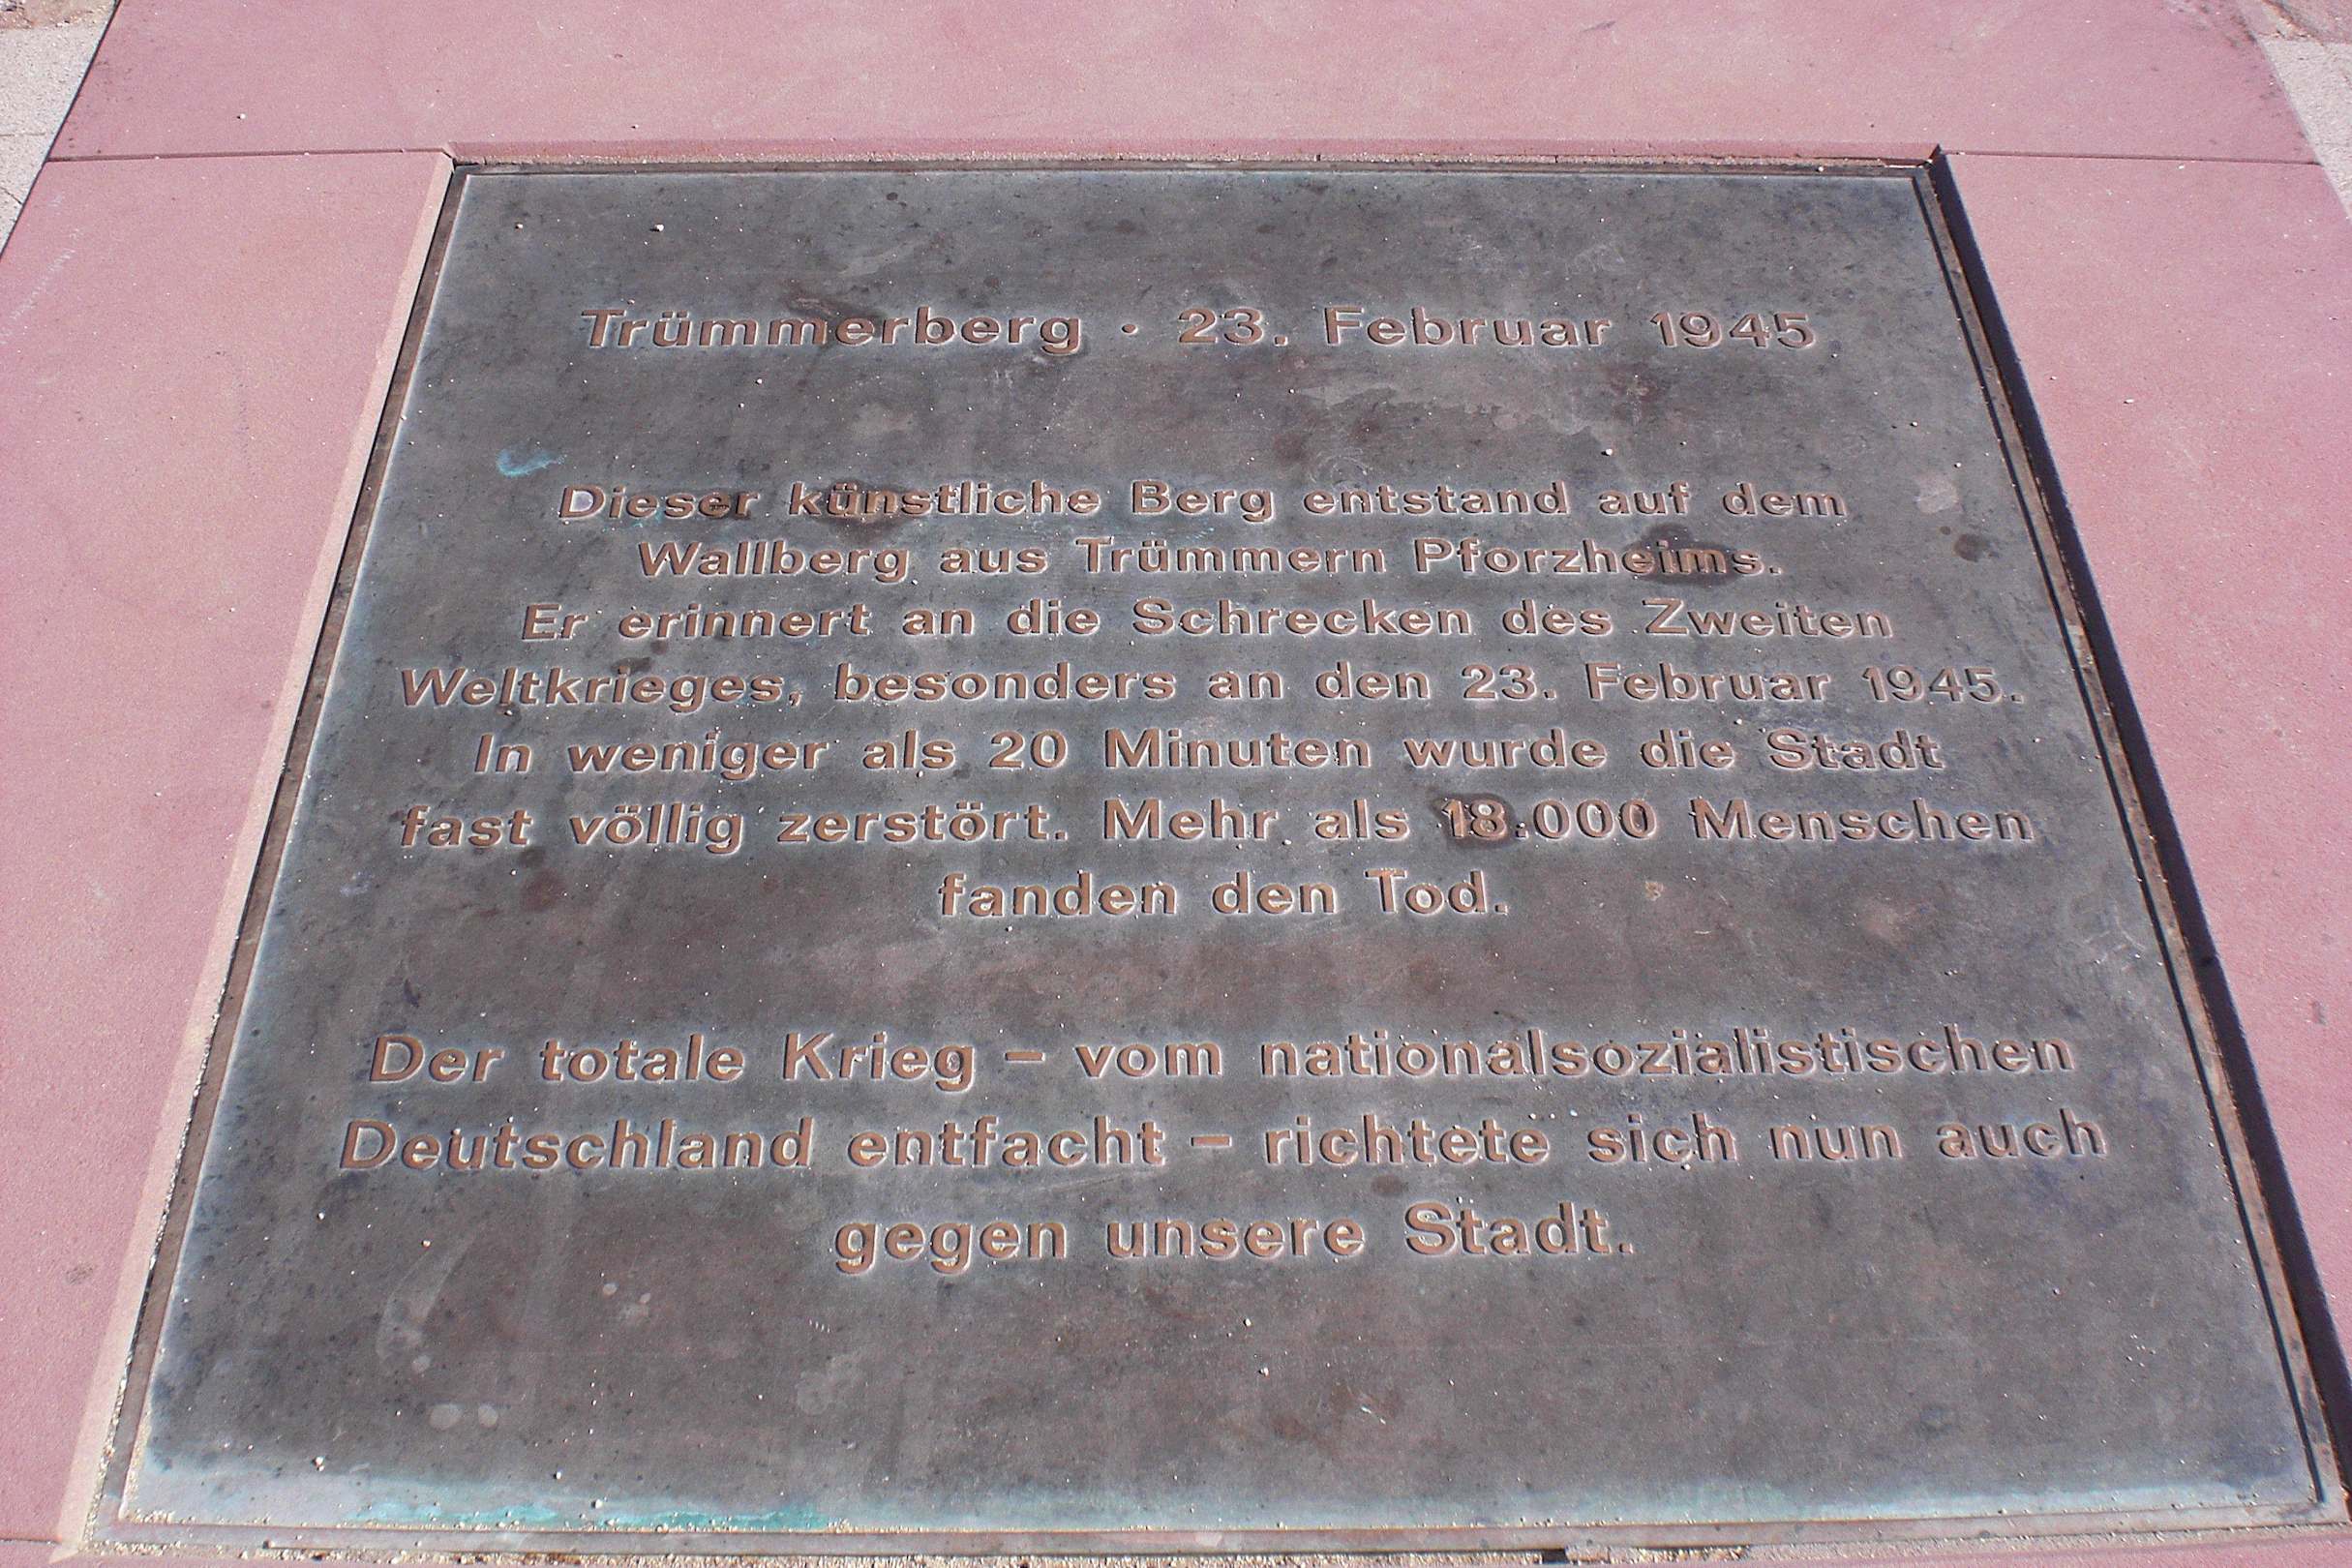 Trümmerberg · 23. Februar 1945
Dieser künstliche Berg entstand auf dem
Wallberg aus Trümmern Pforzheims.
Er erinnert an die Schrecken des Zweiten
Weltkrieges, besonders an den 23. Februar 1945.
In weniger als 20 Minuten wurde die Stadt
fast völlig zerstört. Mehr als 18.000 Menschen
fanden den Tod.
Der totale Krieg – vom nationalsozialistischen
Deutschland entfacht – richtete sich nun auch
gegen unsere Stadt.